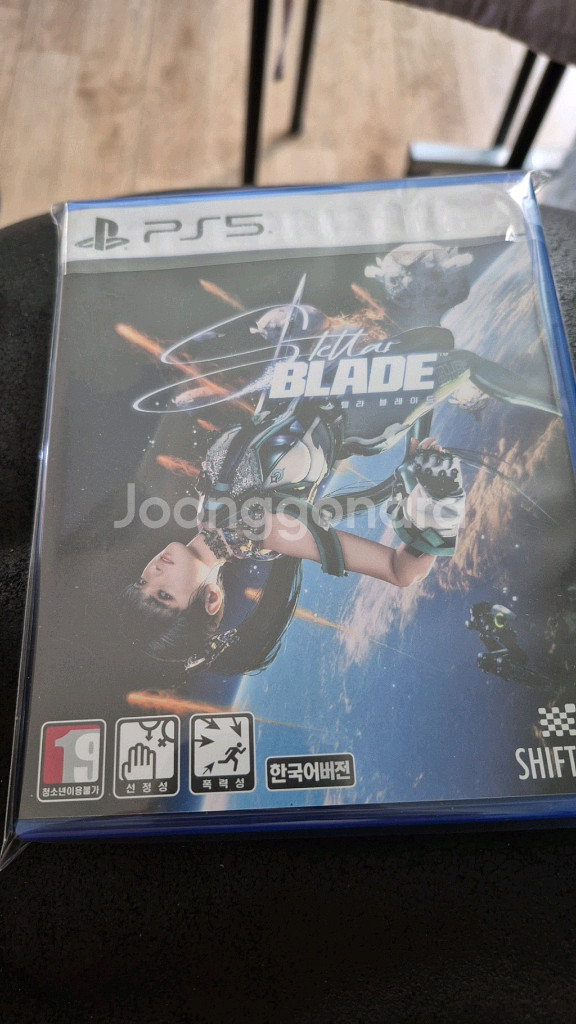 PS5
Stellar
BLADE™
스텔라 블레이드
Joonggonara
19
청소년이용불가
선정성
폭력성
한국어버전
SHIFT